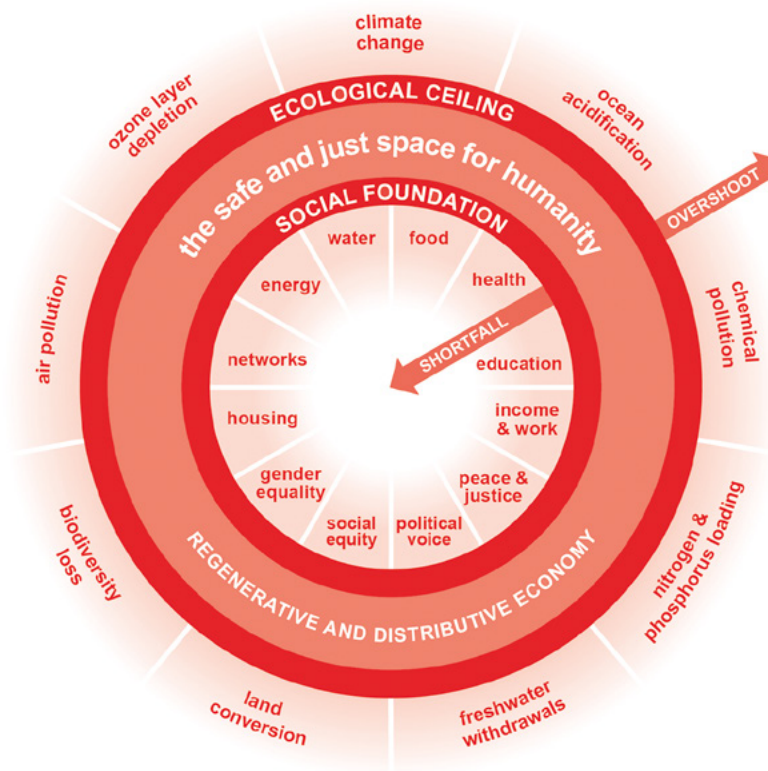 climate
change
ozone layer
depletion
ocean
acidification
ECOLOGICAL CEILING
the safe and just space for humanity
OVERSHOOT
SOCIAL FOUNDATION
water
food
energy
health
SHORTFALL
air pollution
chemical
pollution
networks
education
housing
income
& work
gender
equality
peace &
justice
social
equity
political
voice
biodiversity
loss
nitrogen &
phosphorus loading
REGENERATIVE AND DISTRIBUTIVE ECONOMY
land
conversion
freshwater
withdrawals